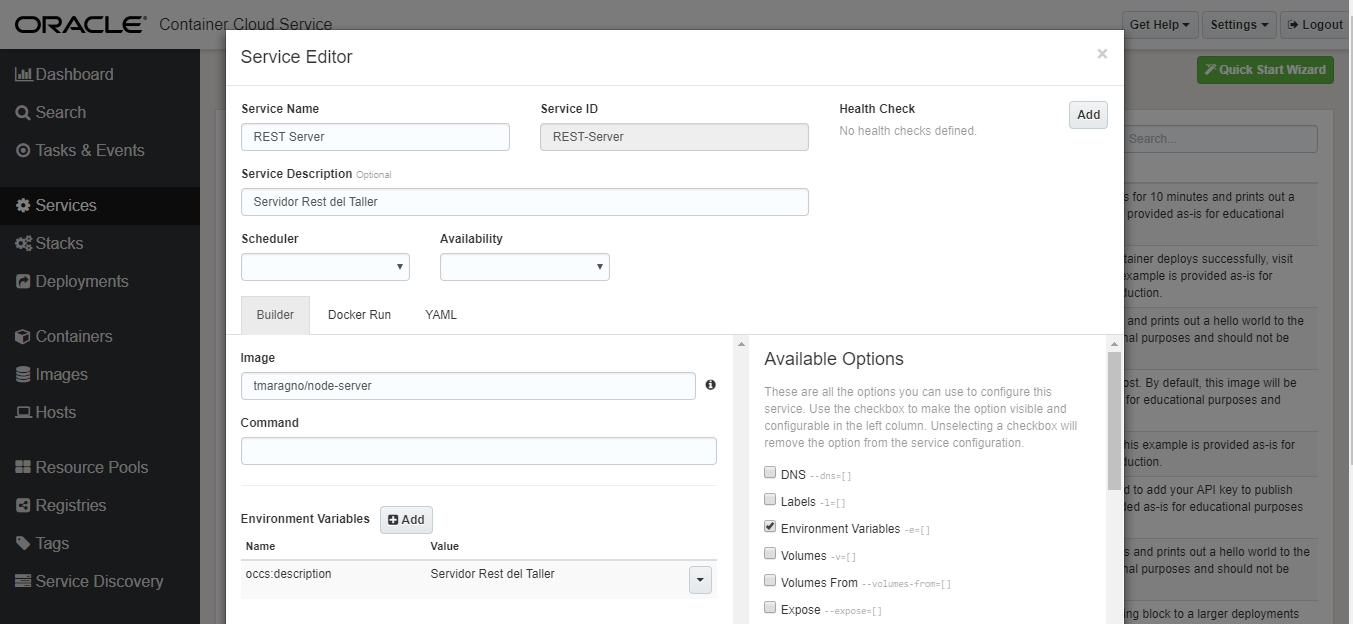 ORACLE® Container Cloud Service
Get Help Settings Logout
Dashboard
Search
Tasks & Events
Services
Stacks
Deployments
Containers
Images
Hosts
Resource Pools
Registries
Tags
Service Discovery
Quick Start Wizard
Search...
s for 10 minutes and prints out a
provided as-is for educational
tainer deploys successfully, visit
example is provided as-is for
duction.
and prints out a hello world to the
nal purposes and should not be
ost. By default, this image will be
for educational purposes and
his example is provided as-is for
duction.
d to add your API key to publish
ded as-is for educational purposes
s and prints out a hello world to the
nal purposes and should not be
ing block to a larger deployments
Service Editor ×
Service Name
REST Server
Service ID
REST-Server
Health Check
No health checks defined.
Add
Service Description Optional
Servidor Rest del Taller
Scheduler
Availability
Builder Docker Run YAML
Image
tmaragno/node-server
Command
Environment Variables Add
Name Value
occs:description Servidor Rest del Taller
Available Options
These are all the options you can use to configure this
service. Use the checkbox to make the option visible and
configurable in the left column. Unselecting a checkbox will
remove the option from the service configuration.
DNS --dns=[]
Labels -l=[]
Environment Variables -e=[]
Volumes -v=[]
Volumes From --volumes-from=[]
Expose --expose=[]